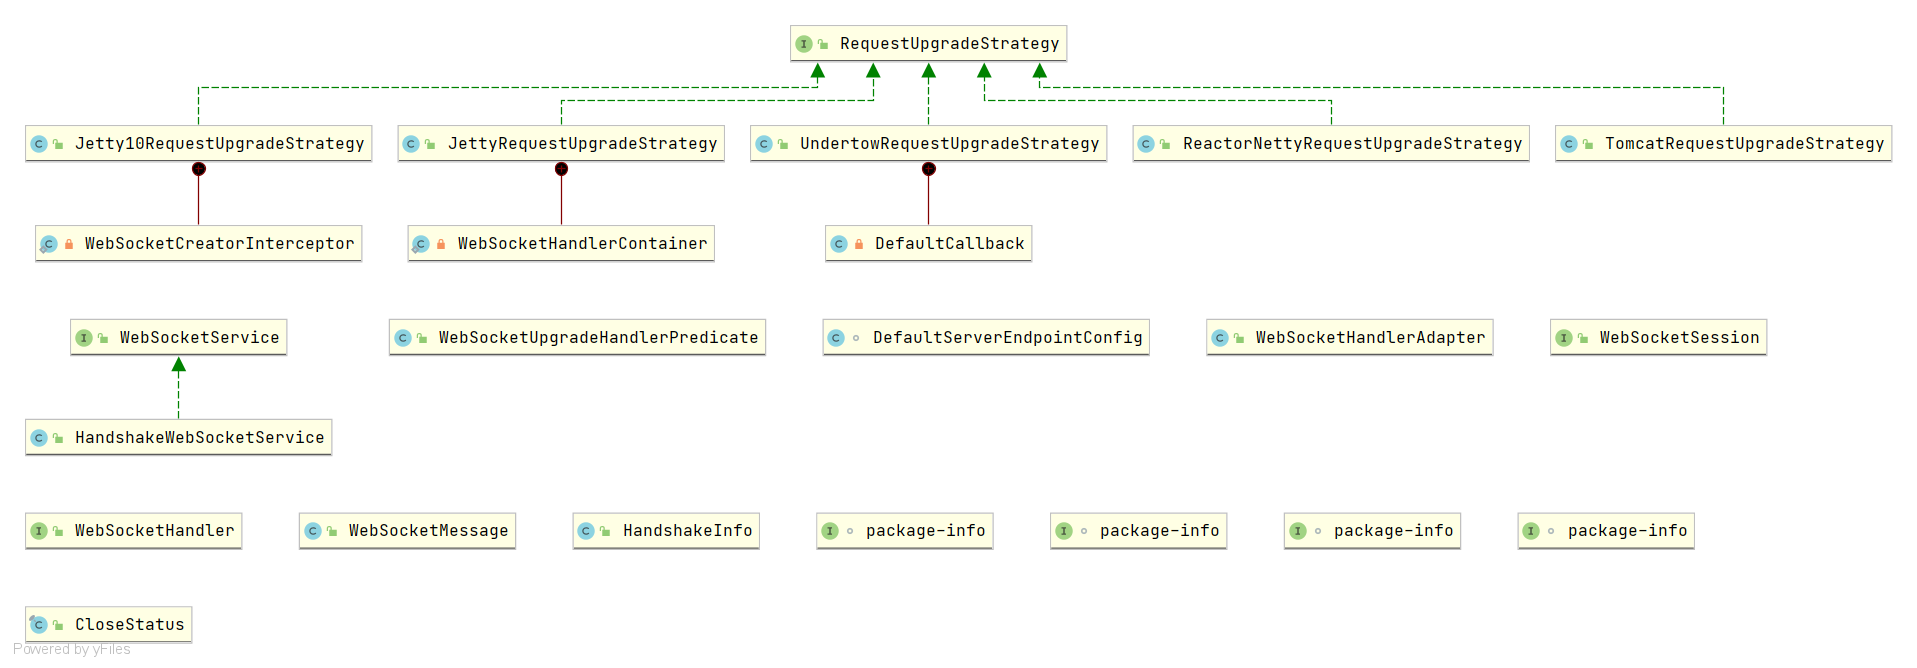 RequestUpgradeStrategy
Jetty10RequestUpgradeStrategy JettyRequestUpgradeStrategy UndertowRequestUpgradeStrategy ReactorNettyRequestUpgradeStrategy TomcatRequestUpgradeStrategy
WebSocketCreatorInterceptor WebSocketHandlerContainer DefaultCallback
WebSocketService WebSocketUpgradeHandlerPredicate DefaultServerEndpointConfig WebSocketHandlerAdapter WebSocketSession
HandshakeWebSocketService
WebSocketHandler WebSocketMessage HandshakeInfo package-info package-info package-info package-info
CloseStatus
Powered by yFiles